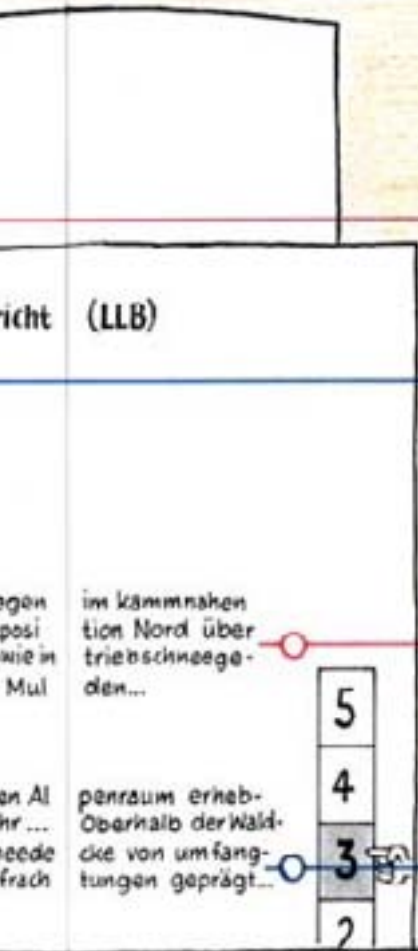 richt (LLB)
egen im kammnahen
posi tion Nord über
wie in triebschneege-
Mul den...
en Al penraum erheb-
hr... Oberhalb der Wald-
eede cke von umfang-
frach tungen geprägt...
5
4
3
2